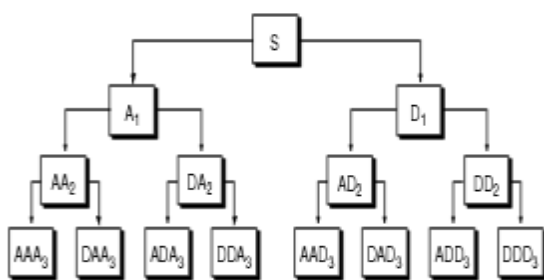 S
A₁ D₁
AA₂ DA₂ AD₂ DD₂
AAA₃ DAA₃ ADA₃ DDA₃ AAD₃ DAD₃ ADD₃ DDD₃